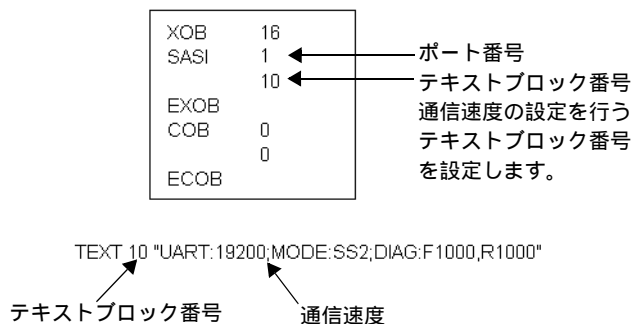 XOB 16
SASI 1
10
EXOB
COB 0
0
ECOB
ポート番号
テキストブロック番号
通信速度の設定を行う
テキストブロック番号
を設定します。
TEXT 10 "UART:19200;MODE:SS2;DIAG:F1000,R1000"
テキストブロック番号
通信速度